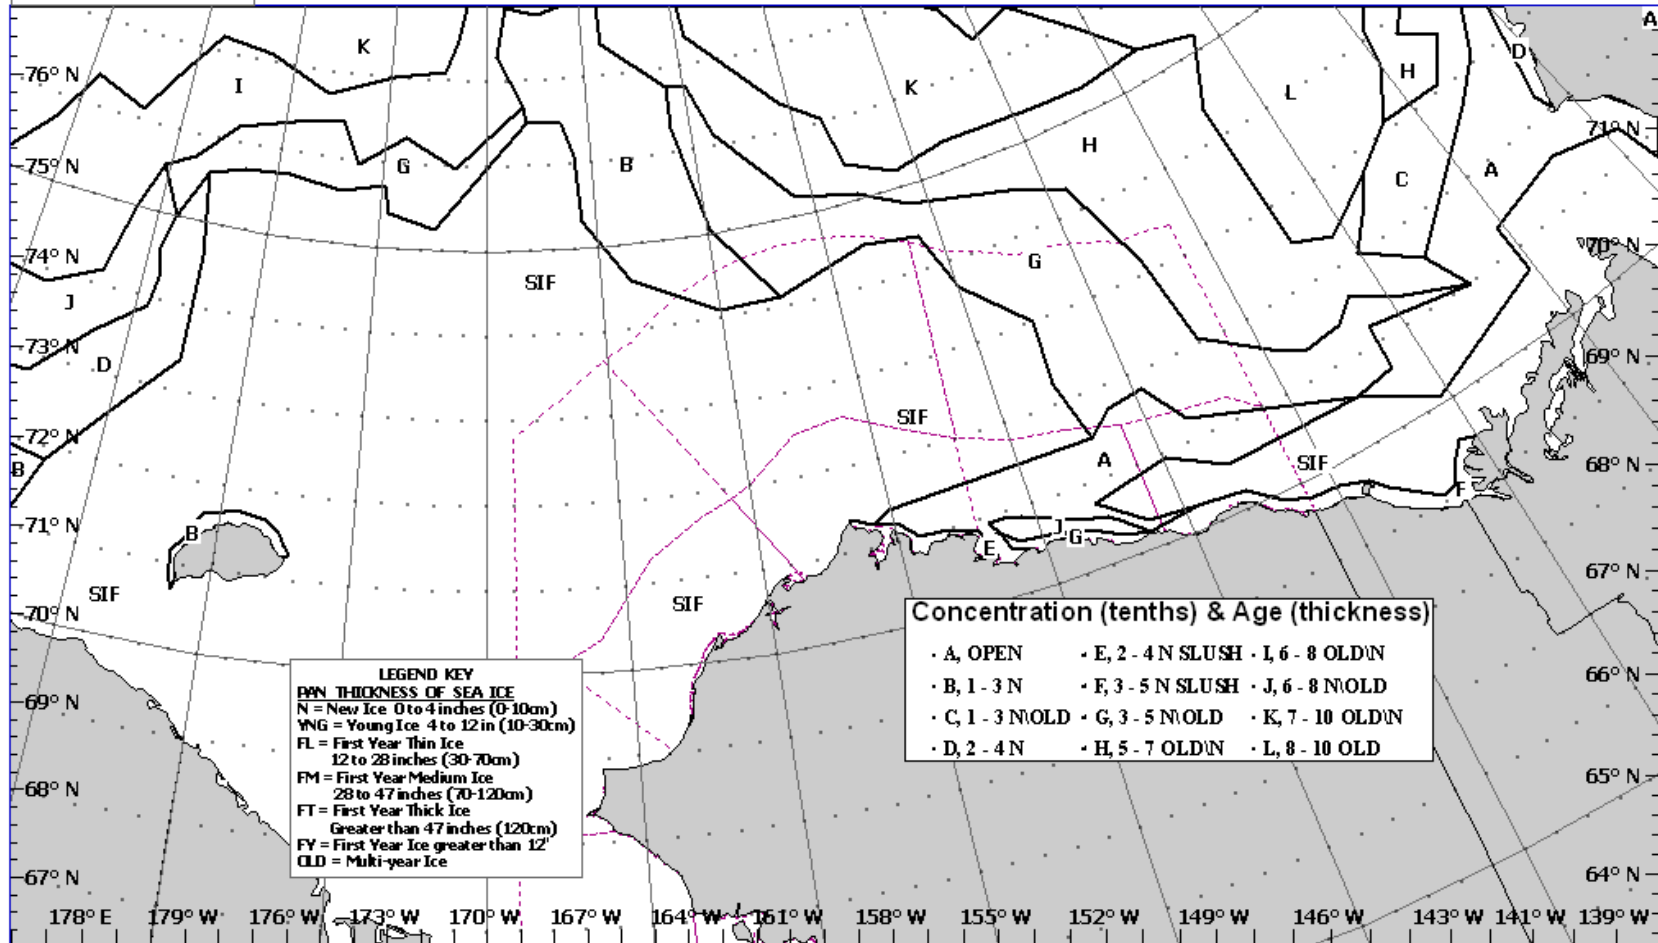 A
K
D
76° N
I
K
H
L
71° N
75° N
G
B
H
C
A
70° N
74° N
SIF
G
J
73° N
D
69° N
72° N
SIF
B
A
SIF
68° N
F
71° N
B
J
E
G
67° N
SIF
SIF
70° N
Concentration (tenths) & Age (thickness)
· A, OPEN · E, 2 - 4 N SLUSH · I, 6 - 8 OLD\N
· B, 1 - 3 N · F, 3 - 5 N SLUSH · J, 6 - 8 N\OLD
· C, 1 - 3 N\OLD · G, 3 - 5 N\OLD · K, 7 - 10 OLD\N
· D, 2 - 4 N · H, 5 - 7 OLD\N · L, 8 - 10 OLD
66° N
LEGEND KEY
PAN THICKNESS OF SEA ICE
N = New Ice 0 to 4 inches (0-10cm)
YNG = Young Ice 4 to 12 in (10-30cm)
FL = First Year Thin Ice
12 to 28 inches (30-70cm)
FM = First Year Medium Ice
28 to 47 inches (70-120cm)
FT = First Year Thick Ice
Greater than 47 inches (120cm)
FY = First Year Ice greater than 12'
OLD = Multi-year Ice
69° N
65° N
68° N
67° N
64° N
178° E 179° W 176° W 173° W 170° W 167° W 164° W 161° W 158° W 155° W 152° W 149° W 146° W 143° W 141° W 139° W